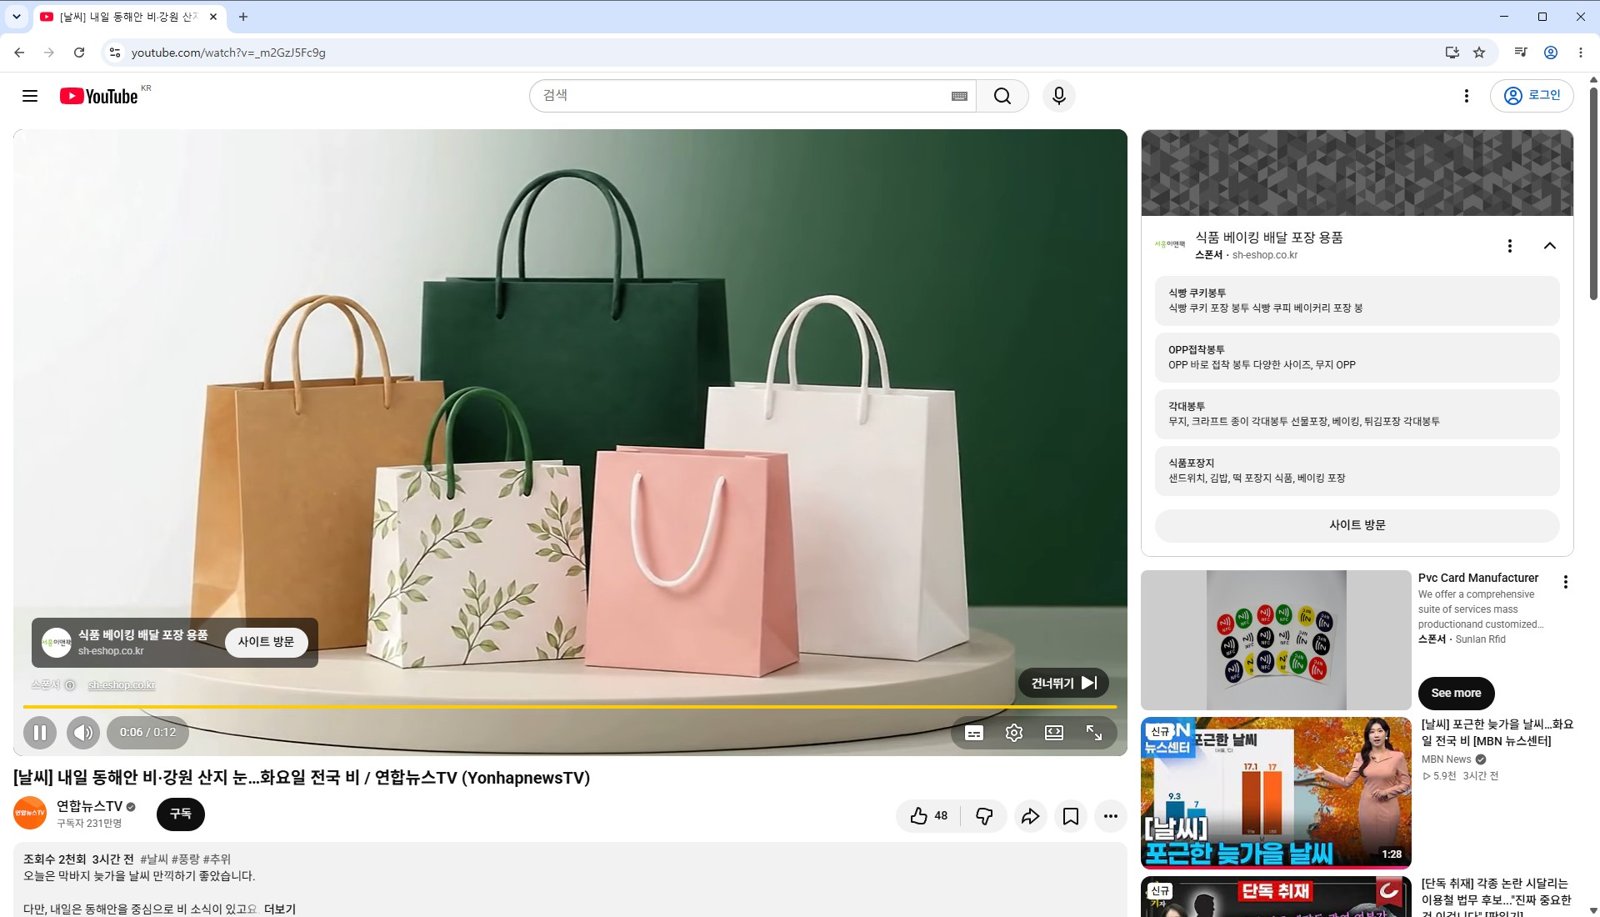 [날씨] 내일 동해안 비·강원 산지
youtube.com/watch?v=_m2GzJ5Fc9g
YouTube KR
검색
로그인
식품 베이킹 배달 포장 용품
sh-eshop.co.kr
사이트 방문
스폰서
sh-eshop.co.kr
건너뛰기
0:06 / 0:12
[날씨] 내일 동해안 비·강원 산지 눈...화요일 전국 비 / 연합뉴스TV (YonhapnewsTV)
연합뉴스TV
연합뉴스TV
구독자 231만명
구독
48
조회수 2천회 3시간 전 #날씨 #풍랑 #추위
오늘은 막바지 늦가을 날씨 만끽하기 좋았습니다.
다만, 내일은 동해안을 중심으로 비 소식이 있고요 더보기
서흥이앤팩
식품 베이킹 배달 포장 용품
스폰서 · sh-eshop.co.kr
식빵 쿠키봉투
식빵 쿠키 포장 봉투 식빵 쿠피 베이커리 포장 봉
OPP접착봉투
OPP 바로 접착 봉투 다양한 사이즈, 무지 OPP
각대봉투
무지, 크라프트 종이 각대봉투 선물포장, 베이킹, 튀김포장 각대봉투
식품포장지
샌드위치, 김밥, 떡 포장지 식품, 베이킹 포장
사이트 방문
Pvc Card Manufacturer
We offer a comprehensive
suite of services mass
productionand customized...
스폰서 · Sunlan Rfid
See more
신규
뉴스센터
포근한 날씨
17.1 17
9.3
7
[날씨]
포근한 늦가을 날씨
1:28
[날씨] 포근한 늦가을 날씨...화요
일 전국 비 [MBN 뉴스센터]
MBN News
5.9천 3시간 전
신규
단독 취재
[단독 취재] 각종 논란 시달리는
이용철 법무 후보..."진짜 중요한